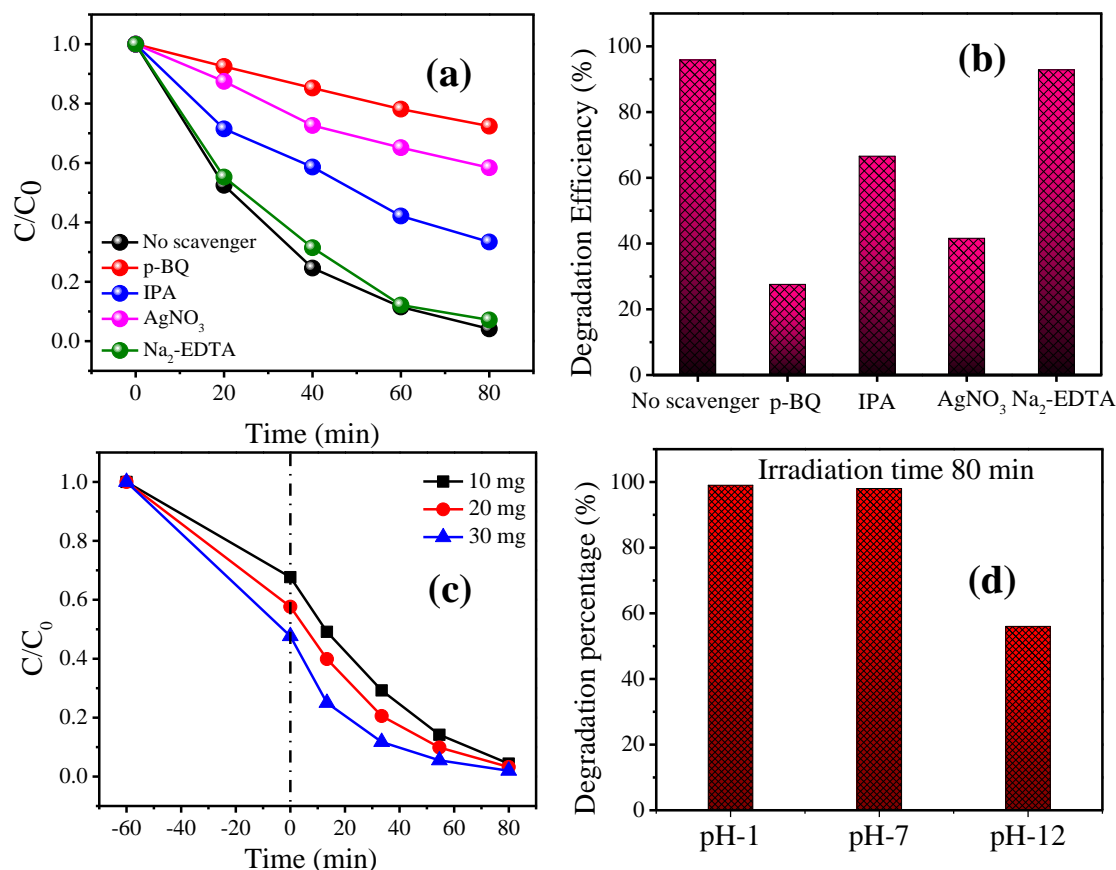 (a)
C/C0
1.0
0.8
0.6
0.4
0.2
0.0
No scavenger
p-BQ
IPA
AgNO3
Na2-EDTA
0 20 40 60 80
Time (min)
(b)
Degradation Efficiency (%)
100
80
60
40
20
0
No scavenger p-BQ IPA AgNO3 Na2-EDTA
(c)
C/C0
1.0
0.8
0.6
0.4
0.2
0.0
10 mg
20 mg
30 mg
-60 -40 -20 0 20 40 60 80
Time (min)
Irradiation time 80 min
(d)
Degradation percentage (%)
100
80
60
40
20
0
pH-1 pH-7 pH-12